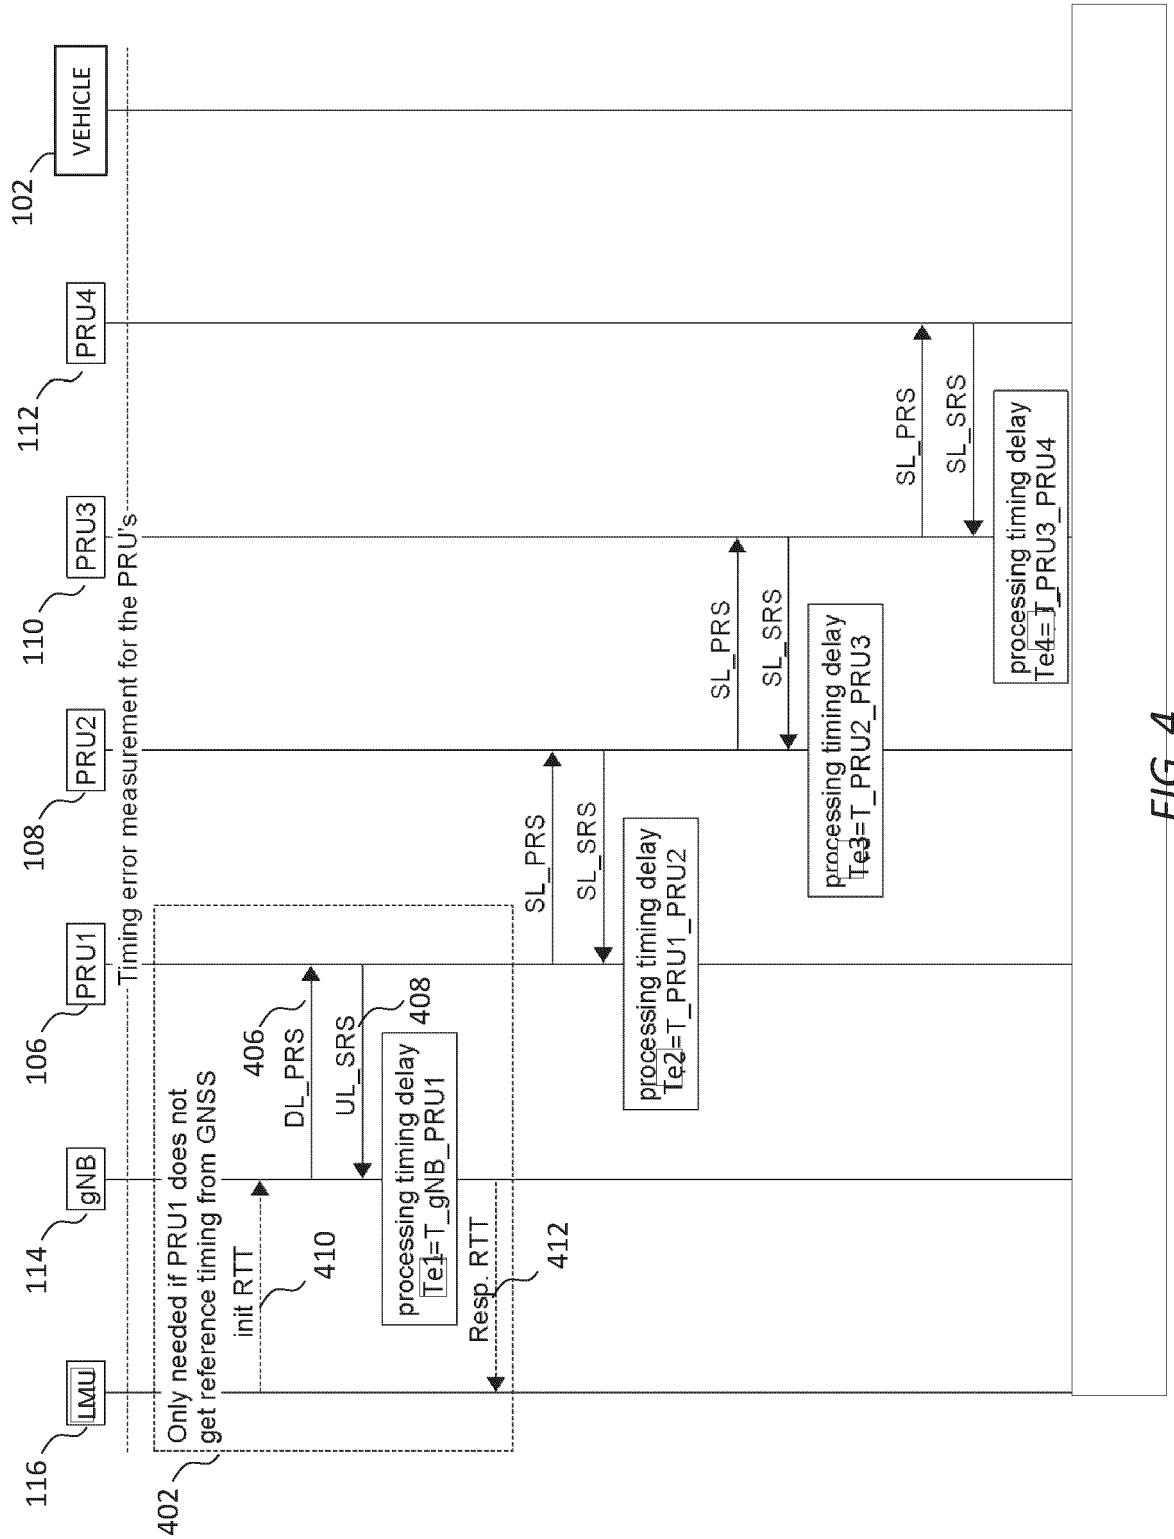 116
LMU
114
gNB
106
PRU1
108
PRU2
110
PRU3
112
PRU4
102
VEHICLE
Timing error measurement for the PRU's
402
Only needed if PRU1 does not
get reference timing from GNSS
init RTT
410
DL_PRS
406
UL_SRS
408
processing timing delay
Te1=T_gNB_PRU1
Resp. RTT
412
SL_PRS
SL_SRS
processing timing delay
Te2=T_PRU1_PRU2
SL_PRS
SL_SRS
processing timing delay
Te3=T_PRU2_PRU3
SL_PRS
SL_SRS
processing timing delay
Te4=T_PRU3_PRU4
FIG. 4